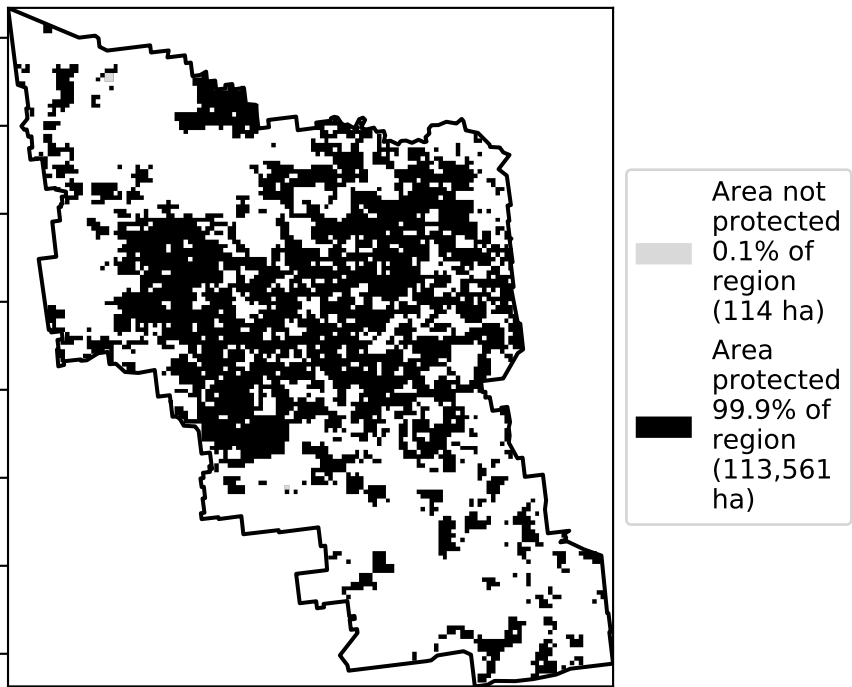 Area not
protected
0.1% of
region
(114 ha)
Area
protected
99.9% of
region
(113,561
ha)